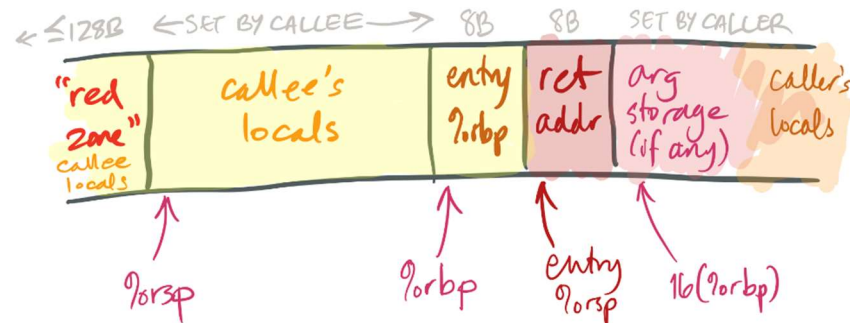 ← ≤128B ← SET BY CALLEE → 8B 8B SET BY CALLER
"red
zone"
callee
locals
callee's
locals
entry
%rbp
ret
addr
arg
storage
(if any)
caller's
locals
%rsp
%rbp
entry
%rsp
16(%rbp)